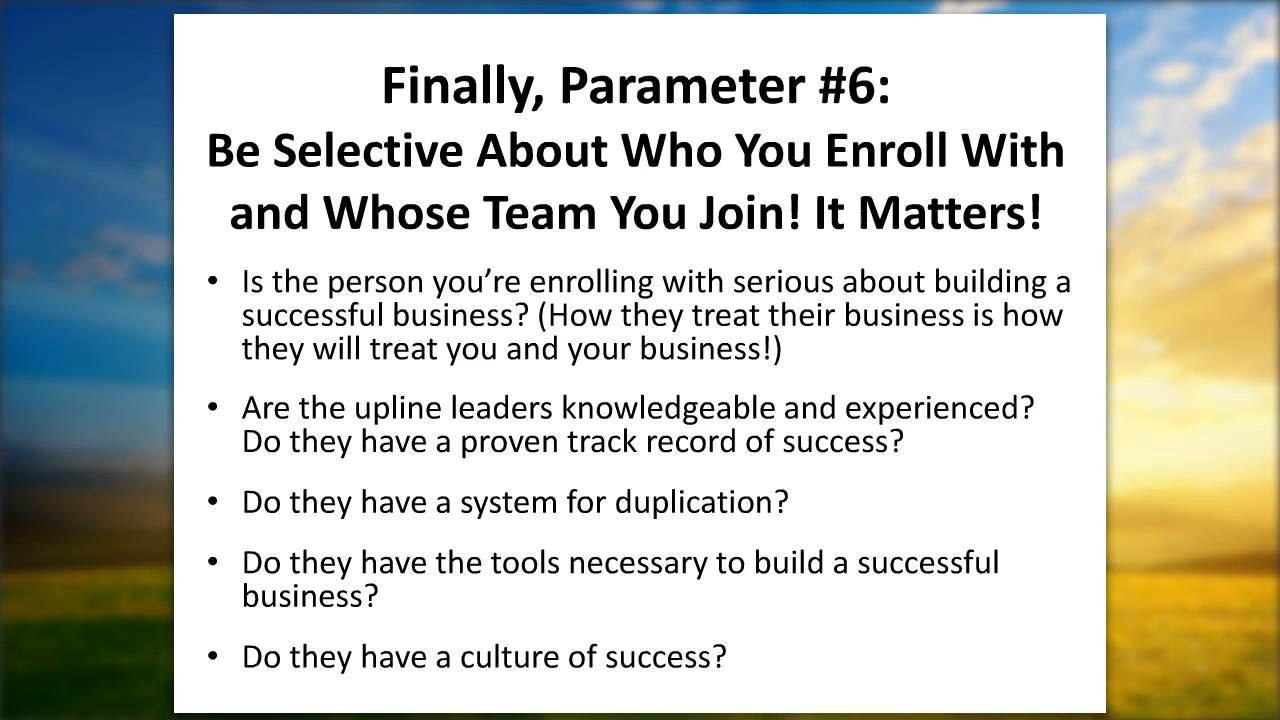 Finally, Parameter #6:
Be Selective About Who You Enroll With
and Whose Team You Join! It Matters!
• Is the person you’re enrolling with serious about building a
successful business? (How they treat their business is how
they will treat you and your business!)
• Are the upline leaders knowledgeable and experienced?
Do they have a proven track record of success?
• Do they have a system for duplication?
• Do they have the tools necessary to build a successful
business?
• Do they have a culture of success?